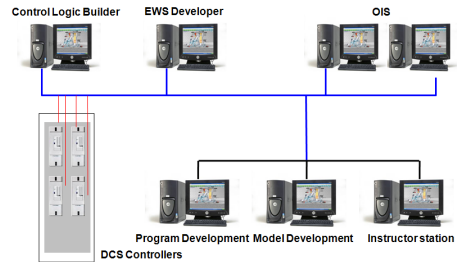 Control Logic Builder
EWS Developer
OIS
Program Development
Model Development
Instructor station
DCS Controllers